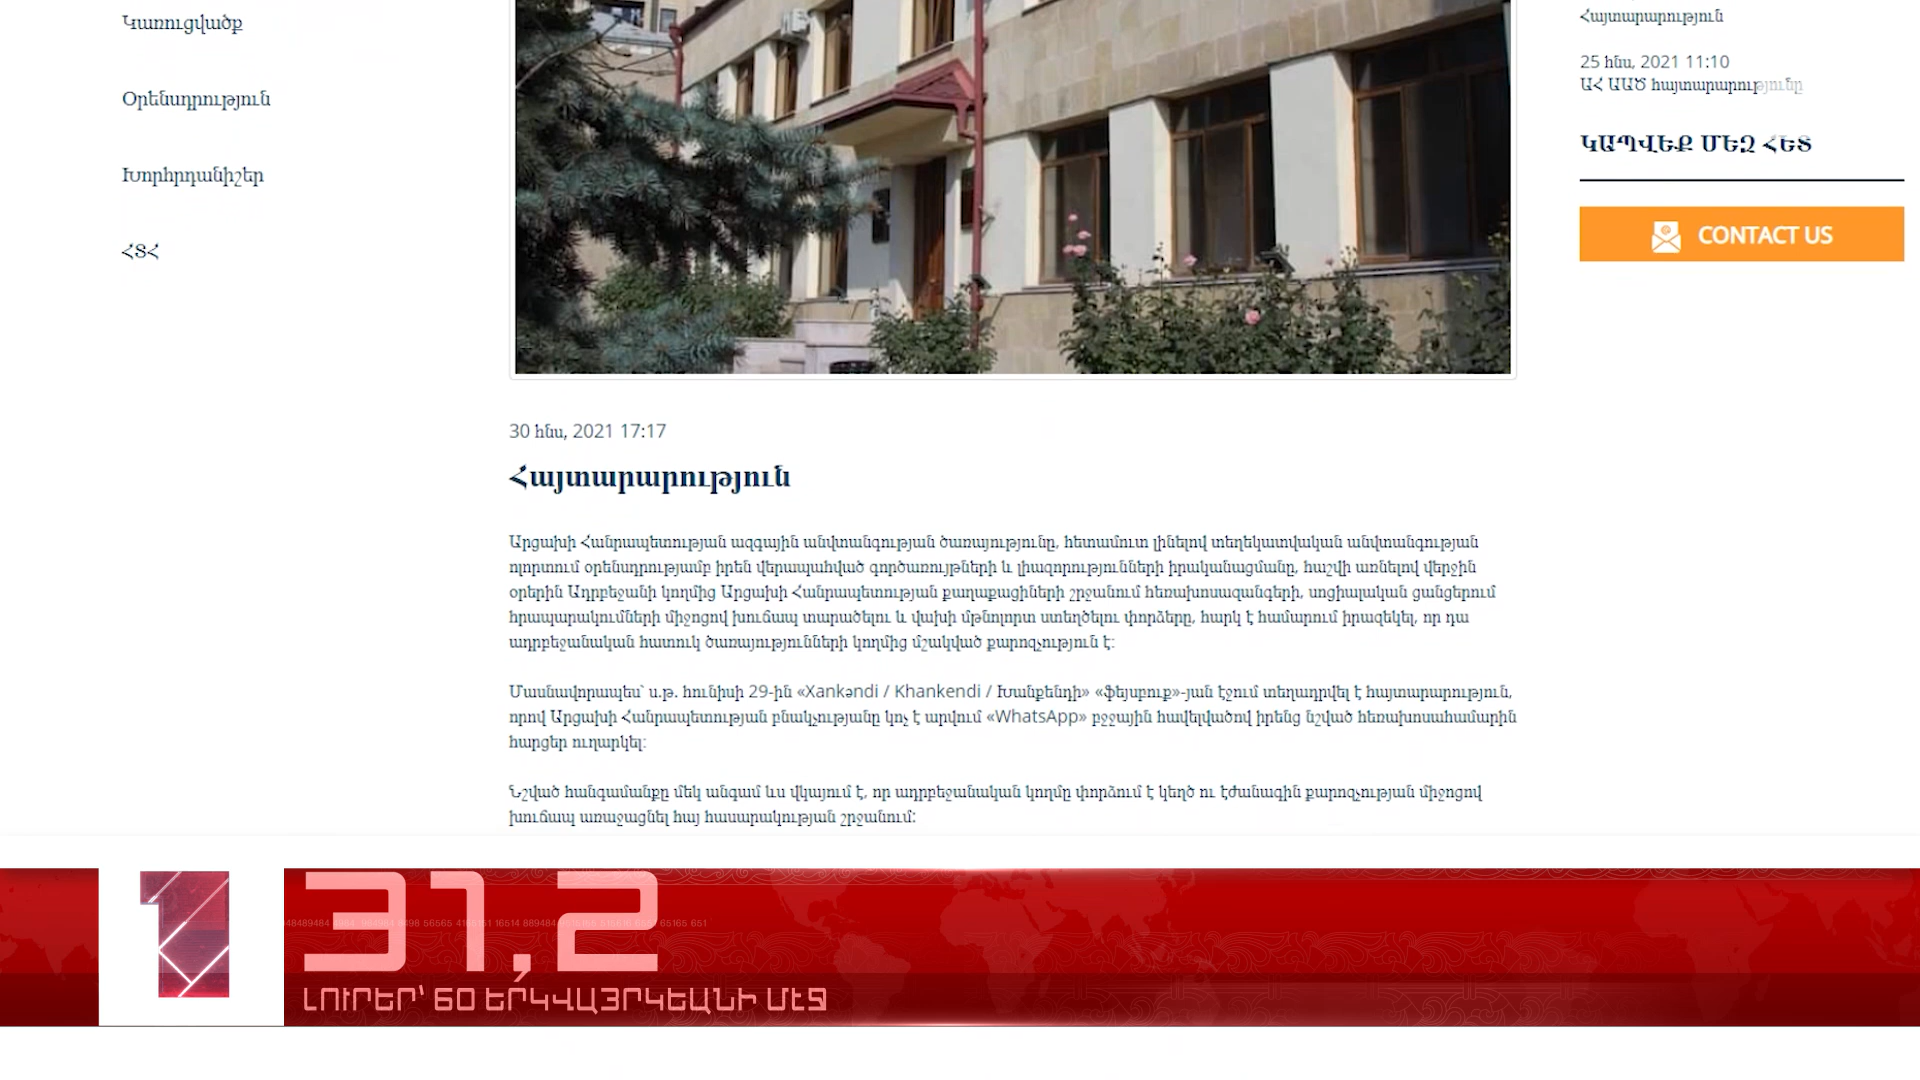 Կառուցվածք
Օրենսդրություն
Խորհրդանիշեր
ՀՏՀ
30 հնս, 2021 17:17
Հայտարարություն
Արցախի Հանրապետության ազգային անվտանգության ծառայությունը, հետամուտ լինելով տեղեկատվական անվտանգության
ոլորտում օրենսդրությամբ իրեն վերապահված գործառույթների և լիազորությունների իրականացմանը, հաշվի առնելով վերջին
օրերին Ադրբեջանի կողմից Արցախի Հանրապետության քաղաքացիների շրջանում հեռախոսազանգերի, սոցիալական ցանցերում
հրապարակումների միջոցով խուճապ տարածելու և վախի մթնոլորտ ստեղծելու փորձերը, հարկ է համարում իրազեկել, որ դա
ադրբեջանական հատուկ ծառայությունների կողմից մշակված քարոզչություն է:
Մասնավորապես՝ ս.թ. հունիսի 29-ին «Xankəndi / Khankendi / Խանքենդի» «ֆեյսբուք»-յան էջում տեղադրվել է հայտարարություն,
որով Արցախի Հանրապետության բնակչությանը կոչ է արվում «WhatsApp» բջջային հավելվածով իրենց նշված հեռախոսահամարին
հարցեր ուղարկել:
Նշված հանգամանքը մեկ անգամ ևս վկայում է, որ ադրբեջանական կողմը փորձում է կեղծ ու էժանագին քարոզչության միջոցով
խուճապ առաջացնել հայ հասարակության շրջանում:
Հայտարարություն
25 հնս, 2021 11:10
ԱՀ ԱԱԾ հայտարարությունը
ԿԱՊՎԵՔ ՄԵԶ ՀԵՏ
CONTACT US
1
31,2
ԼՈՒՐԵՐ՝ 60 ԵՐԿՎԱՅՐԿԵԱՆԻ ՄԵՋ